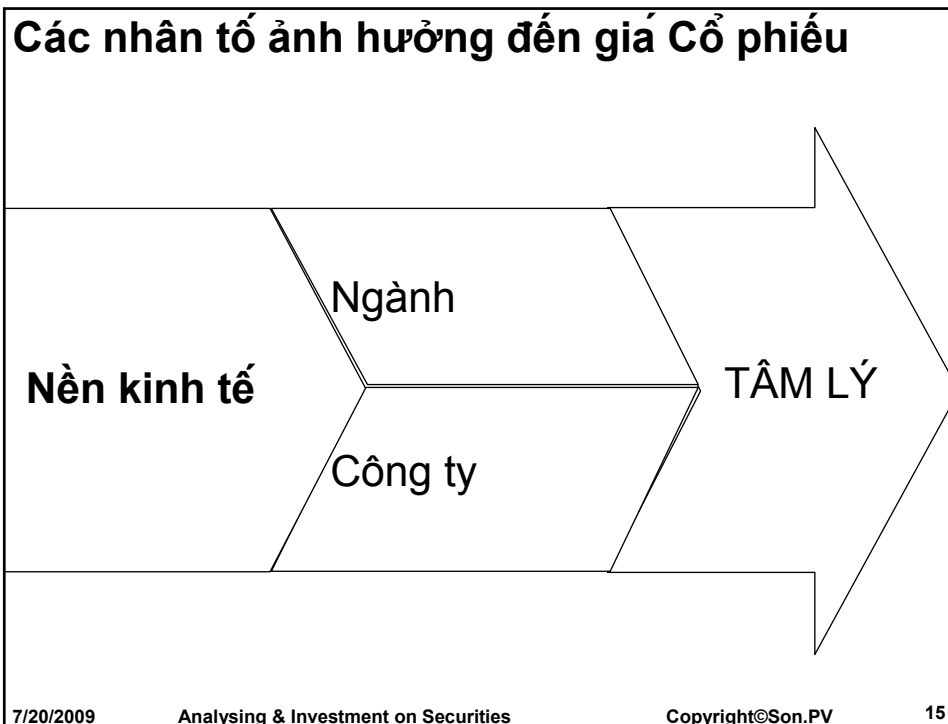 Các nhân tố ảnh hưởng đến giá Cổ phiếu
Ngành
Nền kinh tế
TÂM LÝ
Công ty
7/20/2009 Analysing & Investment on Securities Copyright©Son.PV 15